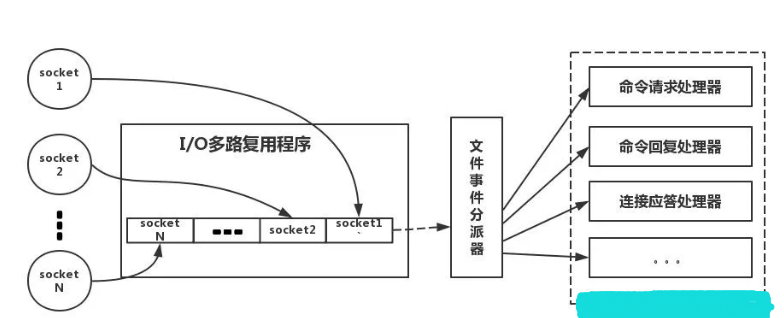 socket
1
socket
2
socket
N
I/O多路复用程序
socket
N
socket2
socket1
文
件
事
件
分
派
器
命令请求处理器
命令回复处理器
连接应答处理器
。。。